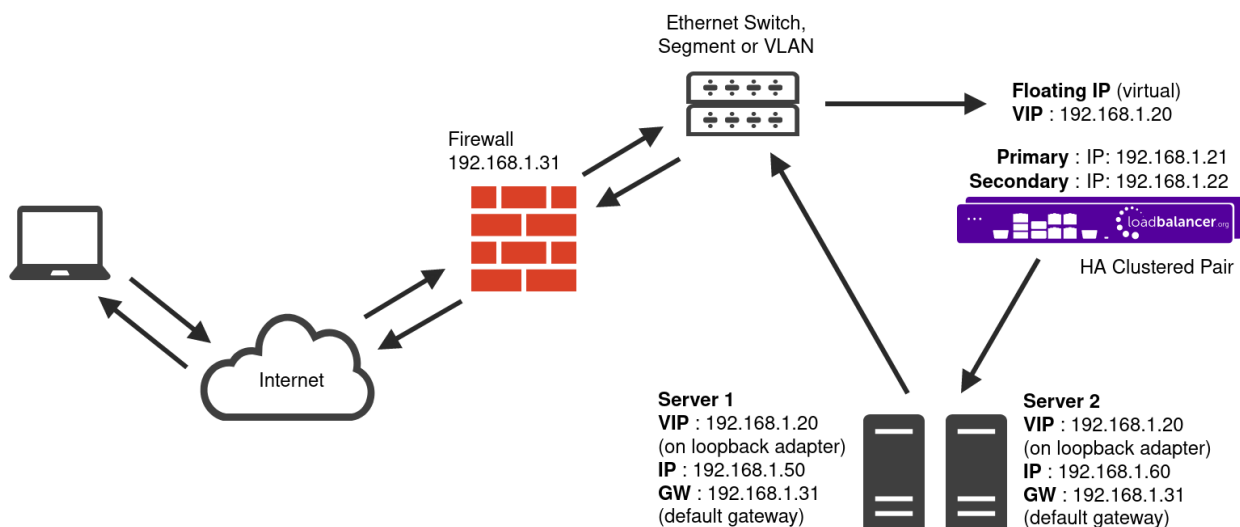 Ethernet Switch,
Segment or VLAN
Floating IP (virtual)
VIP : 192.168.1.20
Primary : IP: 192.168.1.21
Secondary : IP: 192.168.1.22
loadbalancer.org
HA Clustered Pair
Firewall
192.168.1.31
Internet
Server 1
VIP : 192.168.1.20
(on loopback adapter)
IP : 192.168.1.50
GW : 192.168.1.31
(default gateway)
Server 2
VIP : 192.168.1.20
(on loopback adapter)
IP : 192.168.1.60
GW : 192.168.1.31
(default gateway)